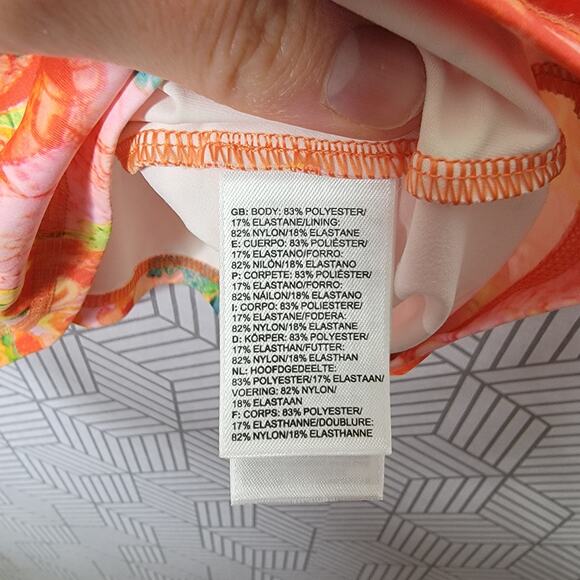 GB: BODY: 83% POLYESTER/
17% ELASTANE/LINING:
82% NYLON/18% ELASTANE
E: CUERPO: 83% POLIÉSTER/
17% ELASTANO/FORRO:
82% NILÓN/18% ELASTANO
P: CORPETE: 83% POLIÉSTER/
17% ELASTANO/FORRO:
82% NÁILON/18% ELASTANO
I: CORPO: 83% POLIESTERE/
17% ELASTANE/FODERA:
82% NYLON/18% ELASTANE
D: KÖRPER: 83% POLYESTER/
17% ELASTHAN/FUTTER:
82% NYLON/18% ELASTHAN
NL: HOOFDGEDEELTE:
83% POLYESTER/17% ELASTAAN/
VOERING: 82% NYLON/
18% ELASTAAN
F: CORPS: 83% POLYESTER/
17% ELASTHANNE/DOUBLURE:
82% NYLON/18% ELASTHANNE